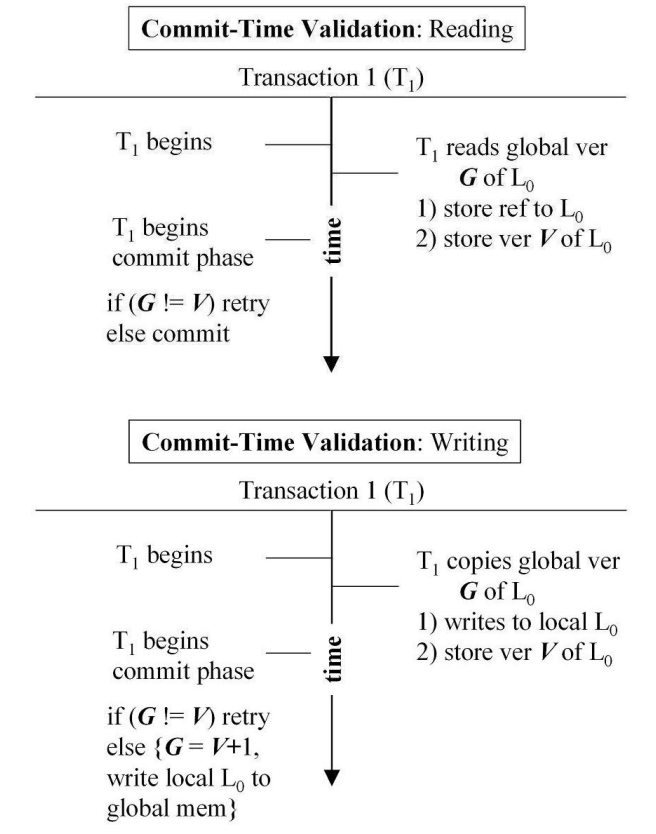 Commit-Time Validation: Reading
Transaction 1 (T₁)
T₁ begins
T₁ reads global ver
G of L₀
1) store ref to L₀
2) store ver V of L₀
T₁ begins
commit phase
time
if (G != V) retry
else commit
Commit-Time Validation: Writing
Transaction 1 (T₁)
T₁ begins
T₁ copies global ver
G of L₀
1) writes to local L₀
2) store ver V of L₀
T₁ begins
commit phase
time
if (G != V) retry
else {G = V+1,
write local L₀ to
global mem}